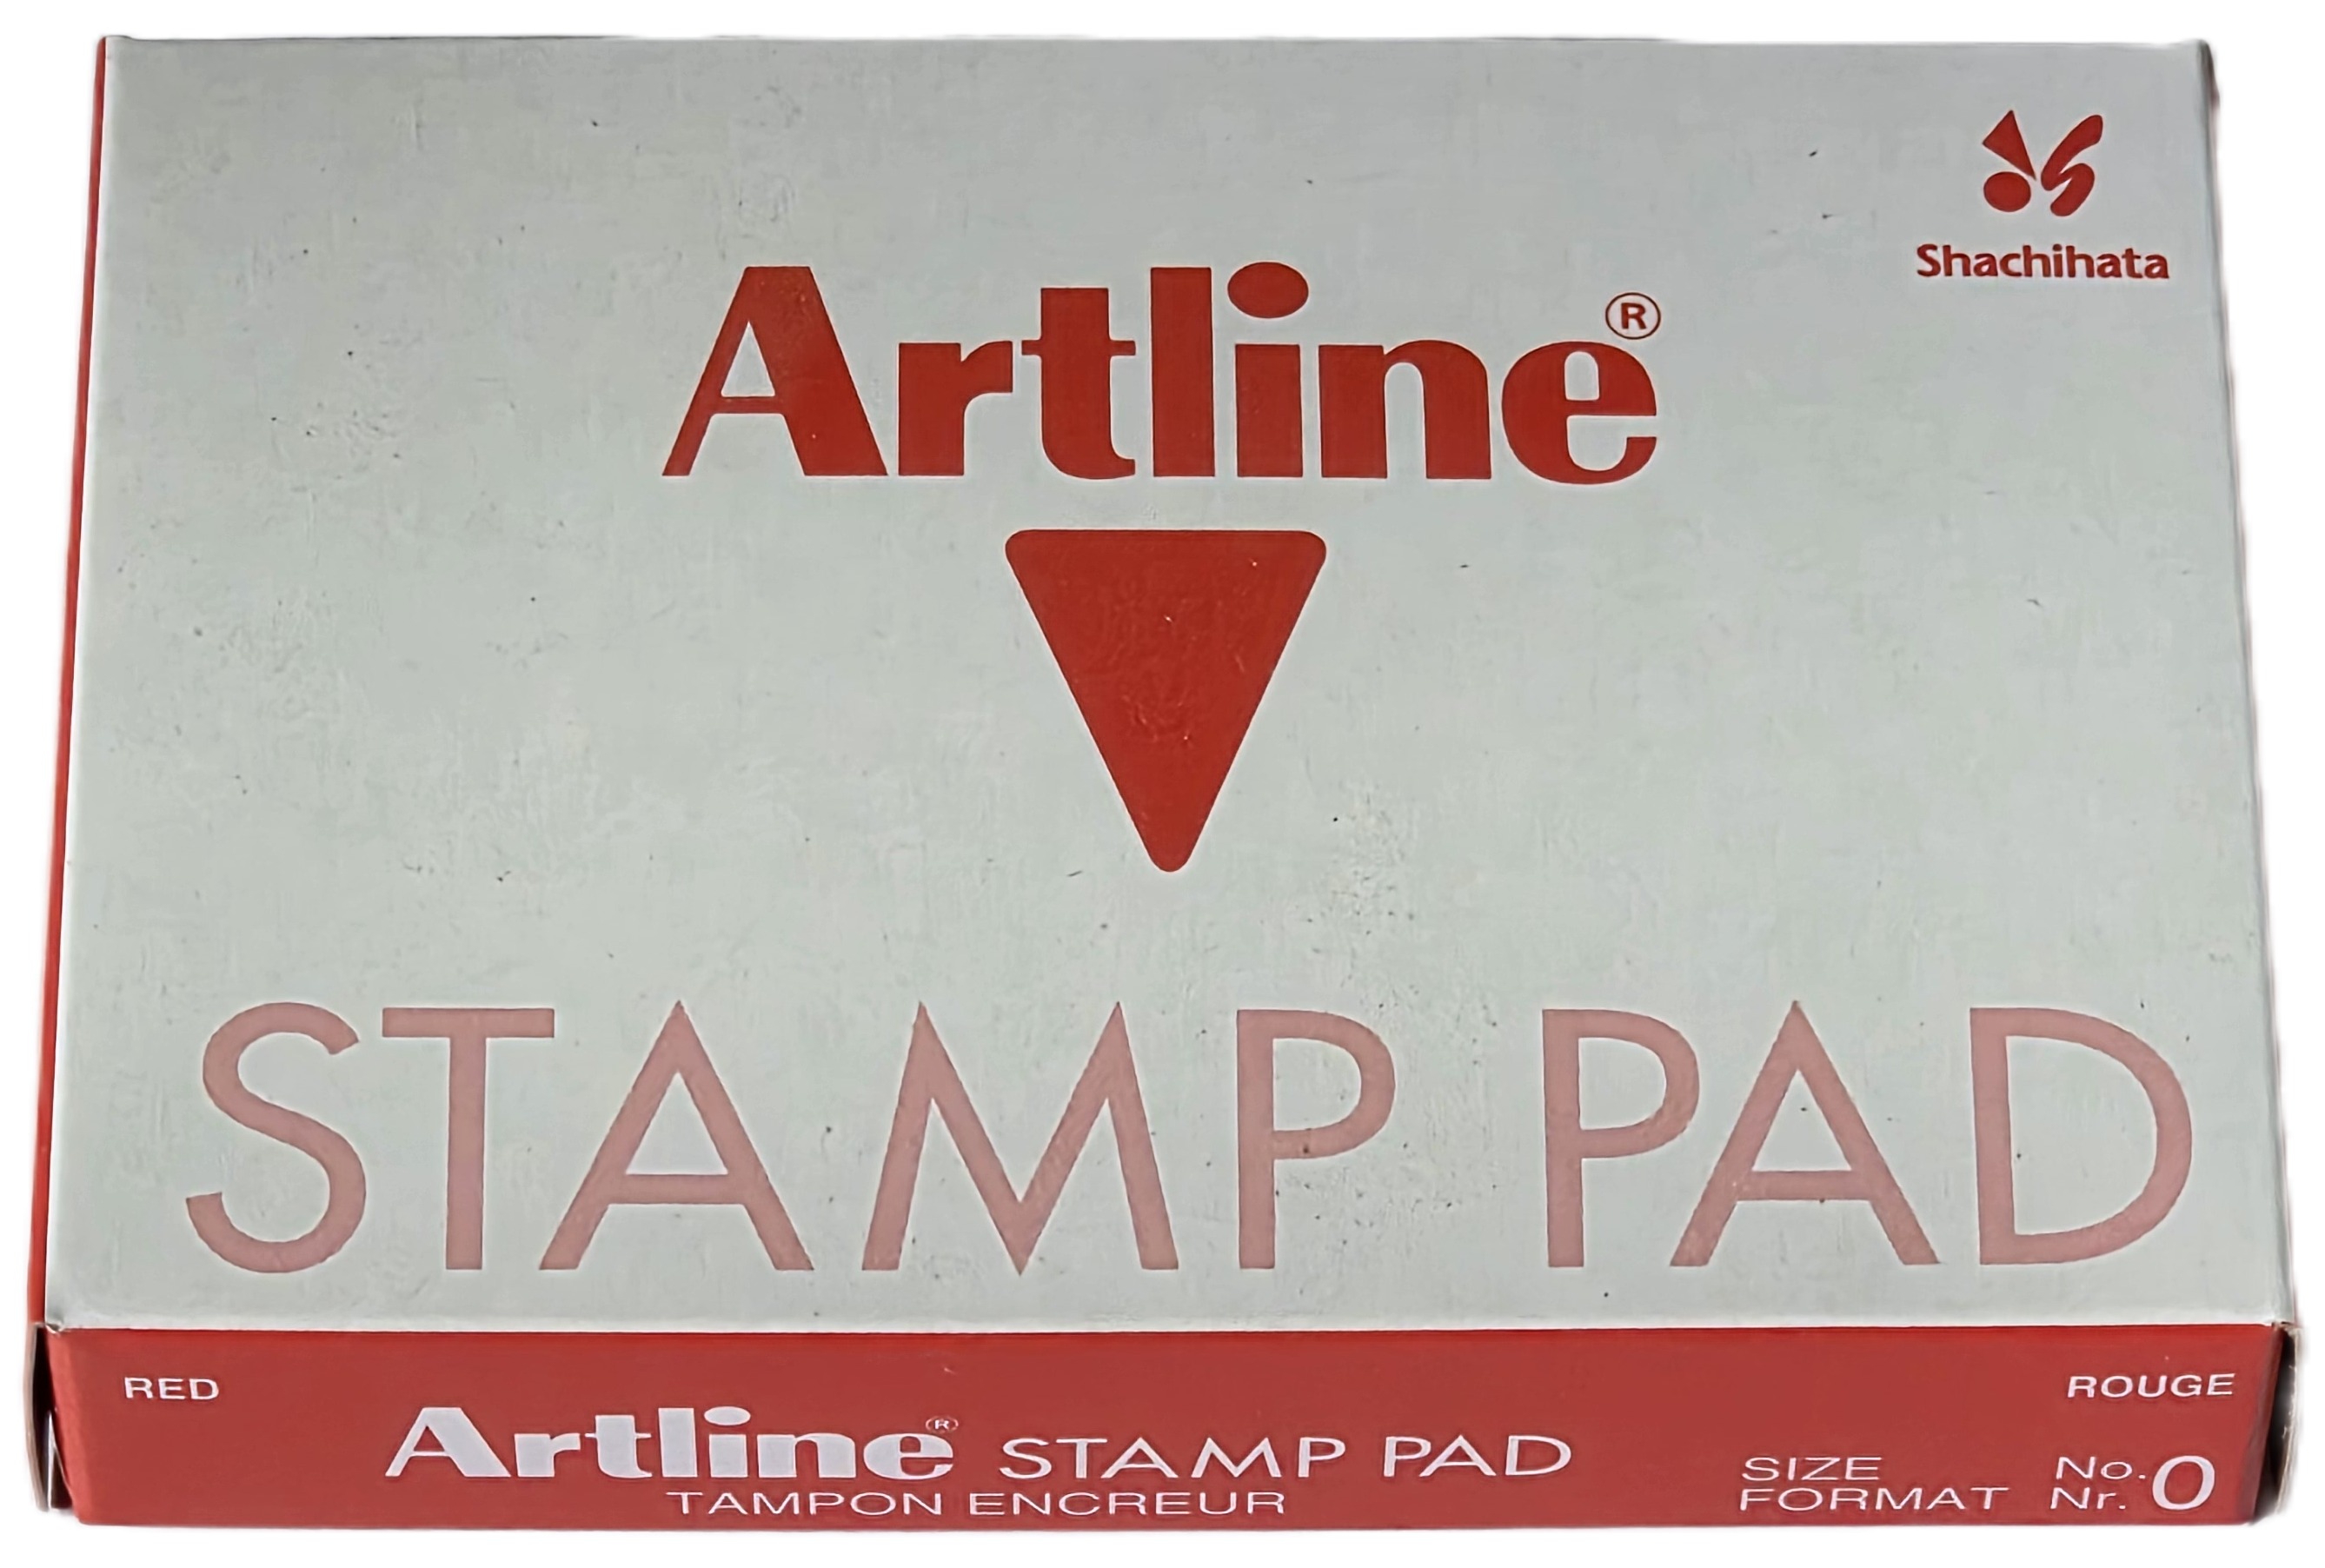 Shachihata
Artline®
STAMP PAD
RED
ROUGE
Artline® STAMP PAD
TAMPON ENCREUR
SIZE No. 0
FORMAT Nr.